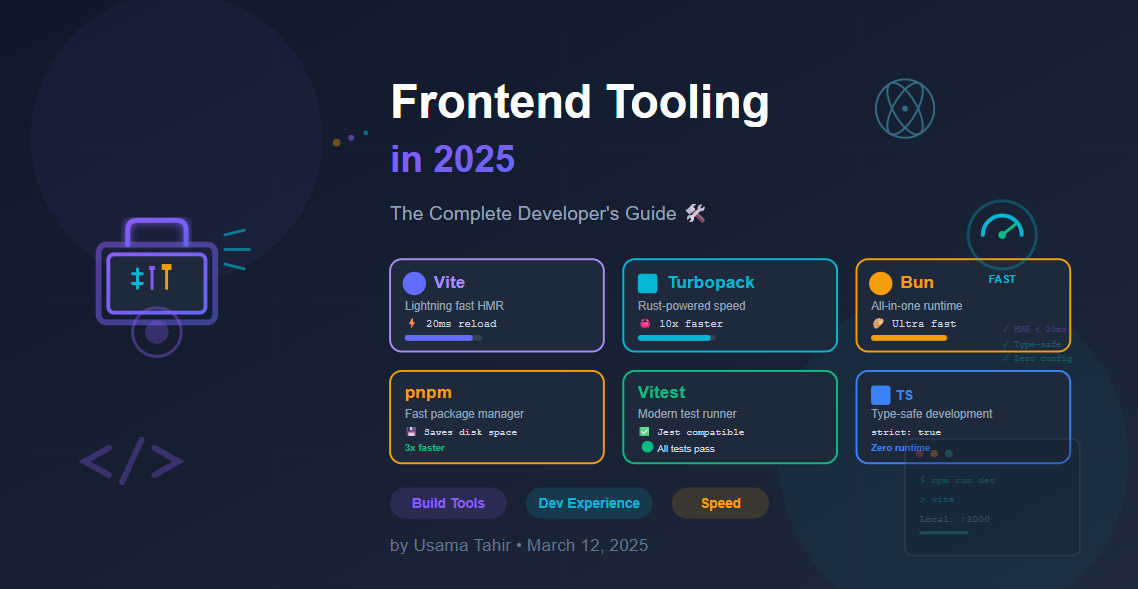 Frontend Tooling
in 2025
The Complete Developer's Guide 🛠️
Vite
Lightning fast HMR
⚡ 20ms reload
Turbopack
Rust-powered speed
🦀 10x faster
Bun
All-in-one runtime
🥟 Ultra fast
FAST
✓ HMR < 20ms
✓ Type-safe
✓ Zero config
pnpm
Fast package manager
💾 Saves disk space
3x faster
Vitest
Modern test runner
✅ Jest compatible
All tests pass
TS
Type-safe development
strict: true
Zero runtime
$ npm run dev
> vite
Local: :3000
</>
Build Tools
Dev Experience
Speed
by Usama Tahir • March 12, 2025